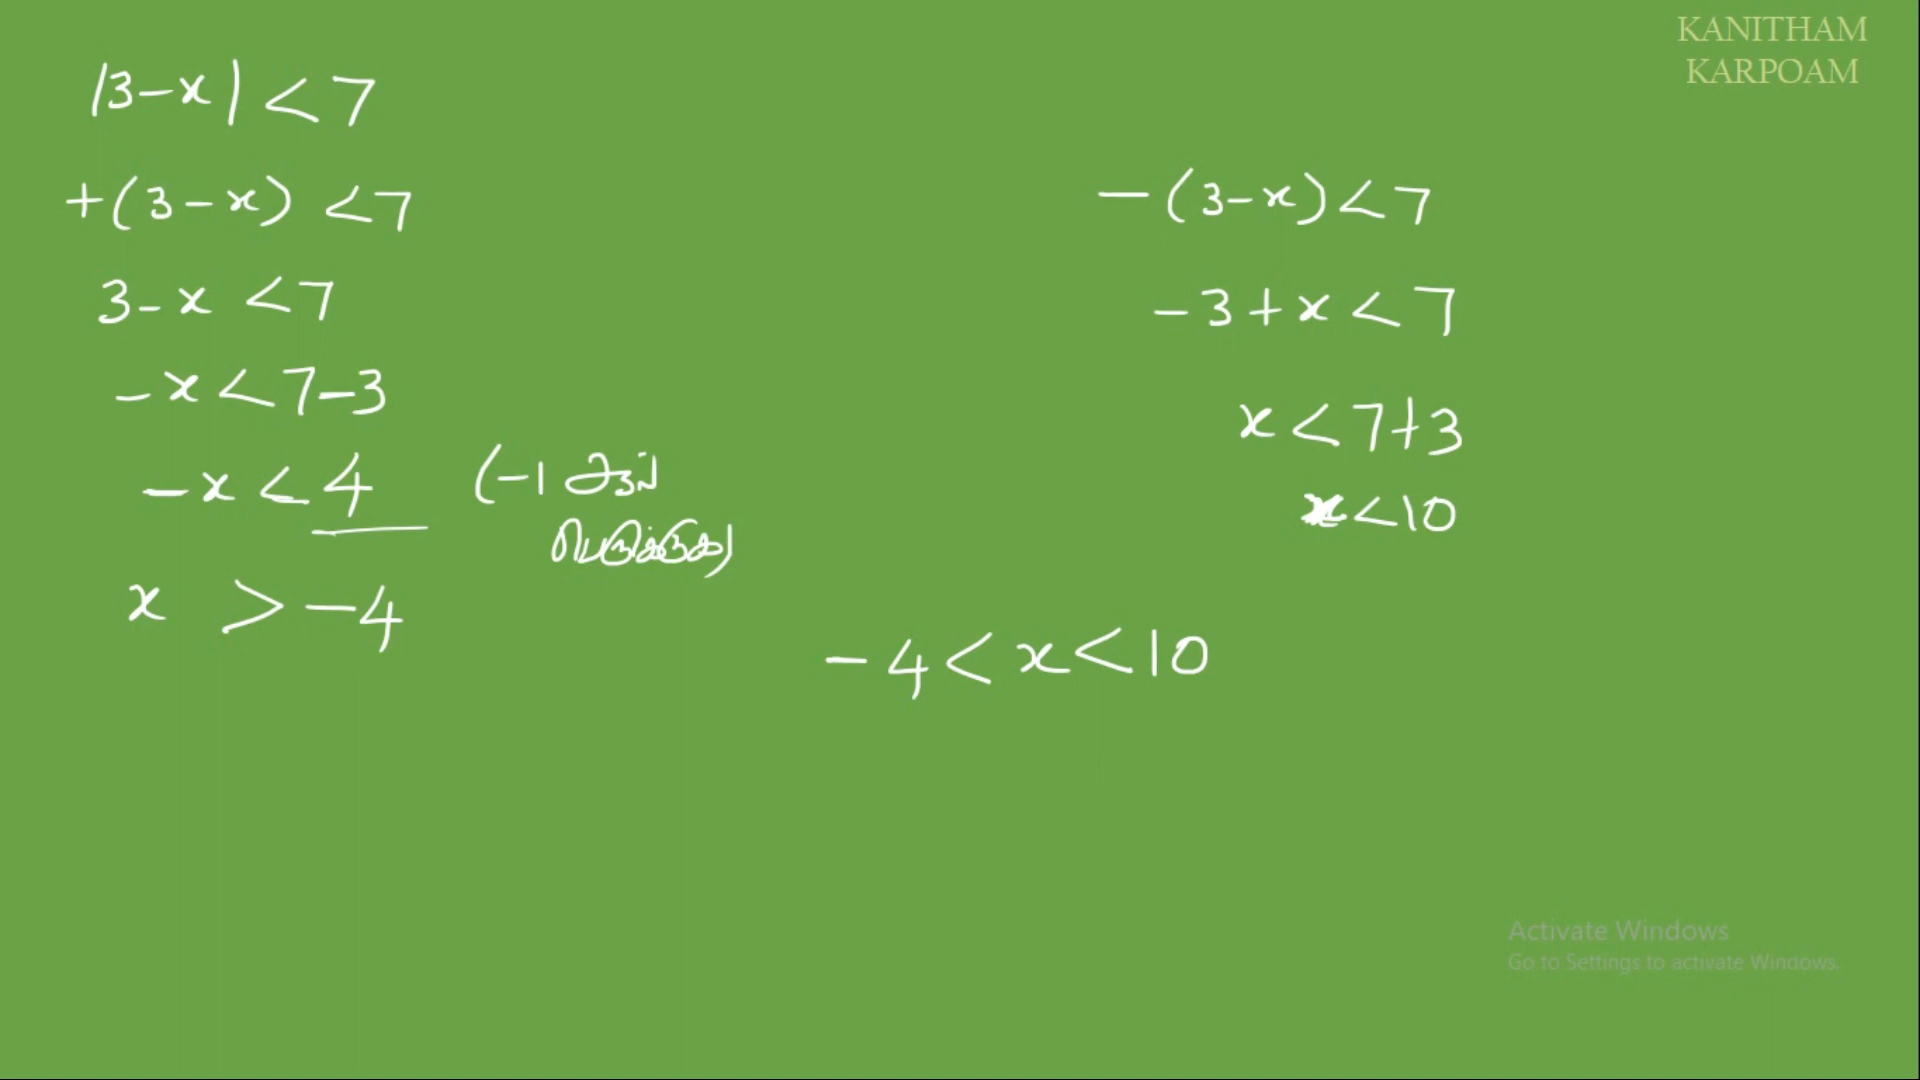 KANITHAM
KARPOAM
|3-x| < 7
+(3-x) < 7
3-x < 7
-x < 7-3
-x < 4 (-1 ஆல்
பெருக்குக)
x > -4
-(3-x) < 7
-3+x < 7
x < 7+3
x < 10
-4 < x < 10
Activate Windows
Go to Settings to activate Windows.